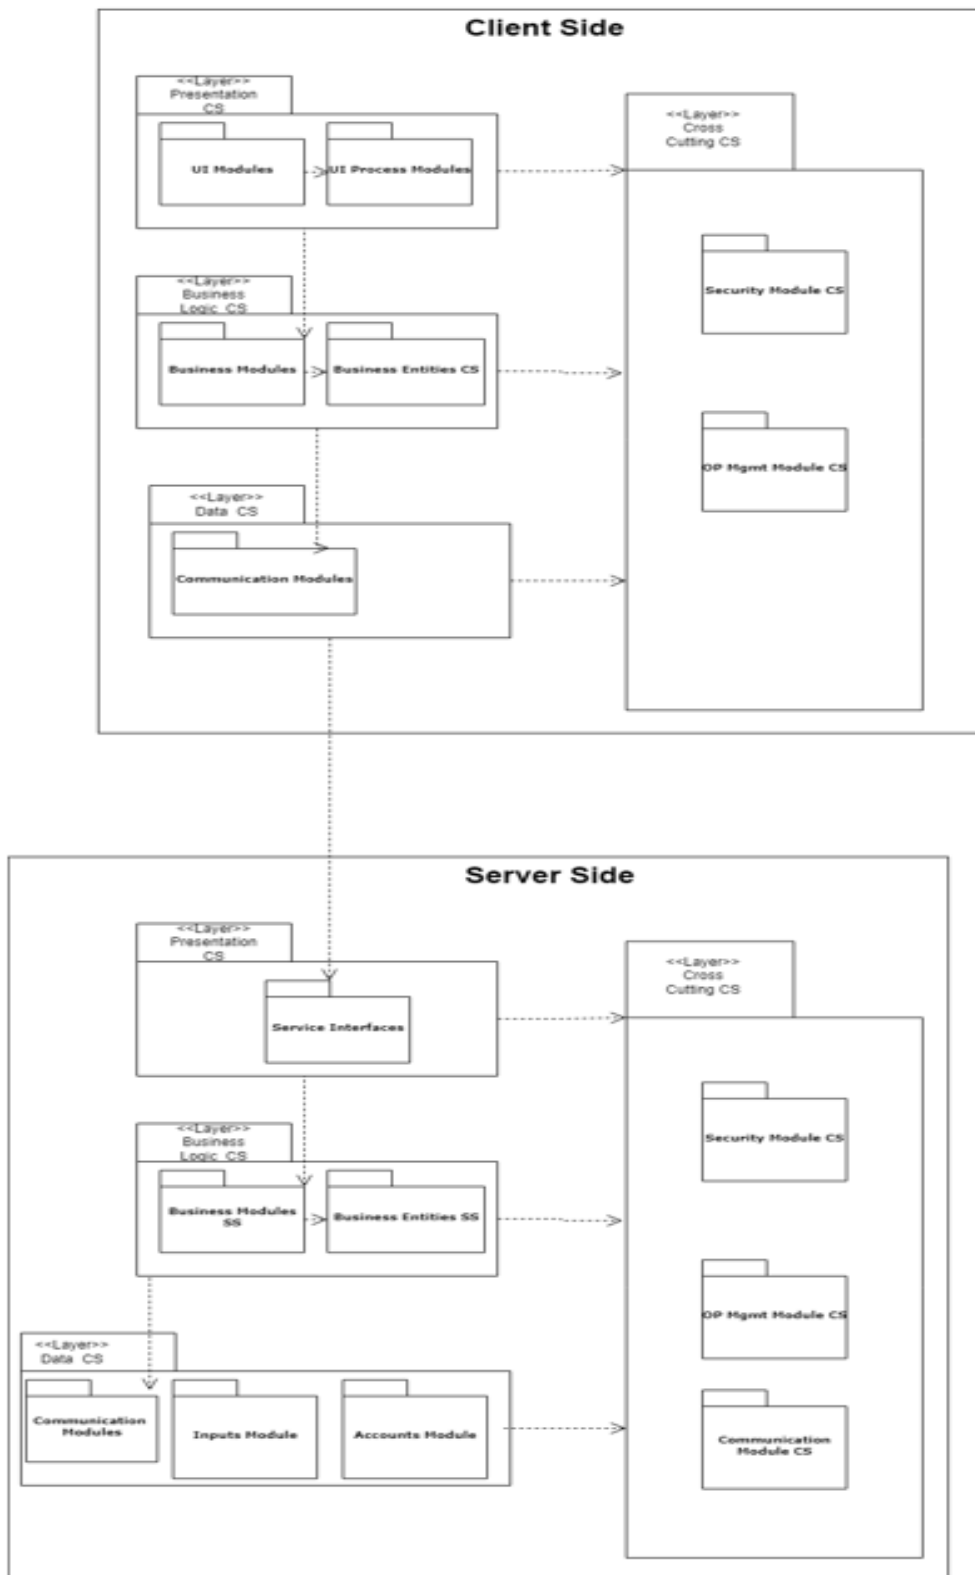 Client Side
<<Layer>>
Presentation
CS
UI Modules
UI Process Modules
<<Layer>>
Cross
Cutting CS
Security Module CS
OP Mgmt Module CS
<<Layer>>
Business
Logic CS
Business Modules
Business Entities CS
<<Layer>>
Data CS
Communication Modules
Server Side
<<Layer>>
Presentation
CS
Service Interfaces
<<Layer>>
Cross
Cutting CS
Security Module CS
OP Mgmt Module CS
Communication
Module CS
<<Layer>>
Business
Logic CS
Business Modules
SS
Business Entities SS
<<Layer>>
Data CS
Communication
Modules
Inputs Module
Accounts Module